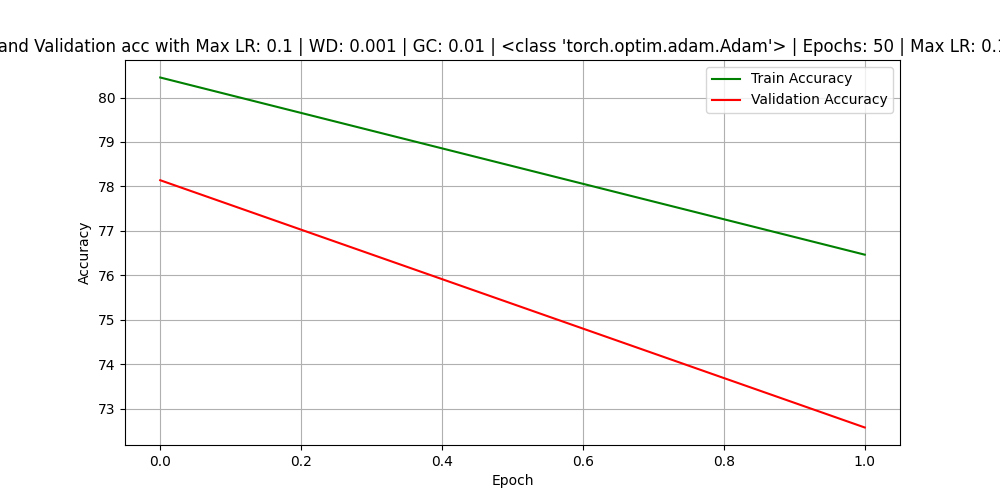 and Validation acc with Max LR: 0.1 | WD: 0.001 | GC: 0.01 | <class 'torch.optim.adam.Adam'> | Epochs: 50 | Max LR: 0.1
Train Accuracy
Validation Accuracy
80
79
78
77
76
75
74
73
Accuracy
0.0 0.2 0.4 0.6 0.8 1.0
Epoch